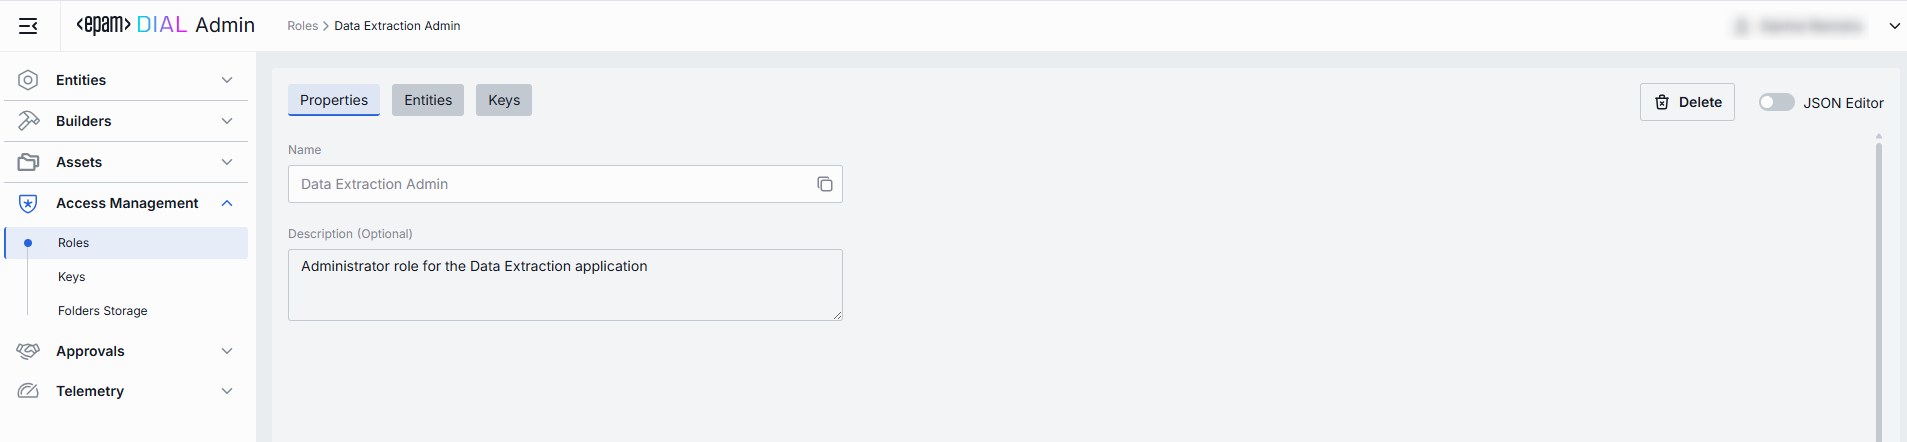 <epam> DIAL Admin
Roles > Data Extraction Admin
Entities
Builders
Assets
Access Management
Roles
Keys
Folders Storage
Approvals
Telemetry
Properties
Entities
Keys
Delete
JSON Editor
Name
Data Extraction Admin
Description (Optional)
Administrator role for the Data Extraction application